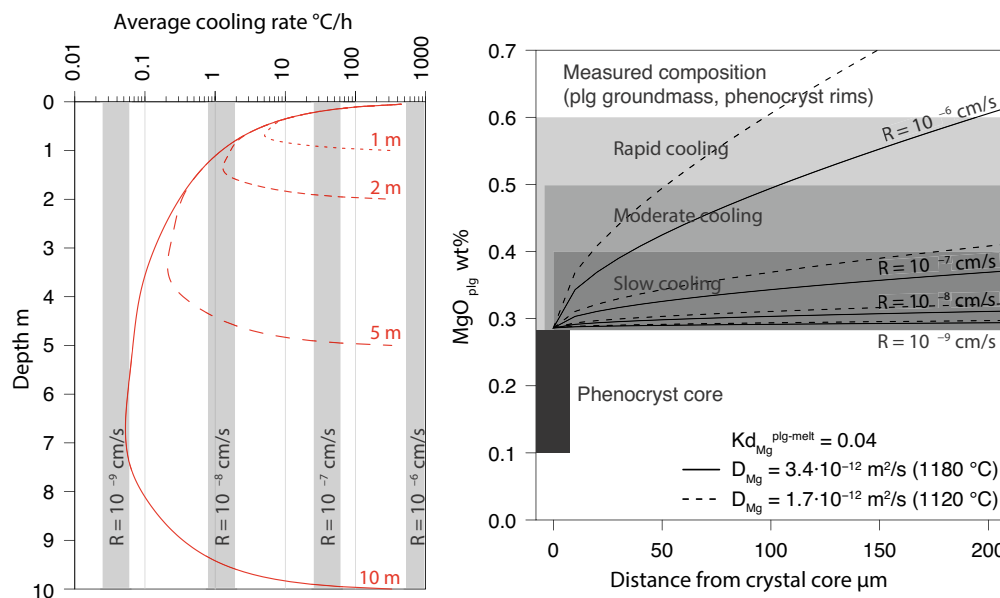 Average cooling rate °C/h
0.01
0.1
1
10
100
1000
0
1
2
3
4
5
6
7
8
9
10
Depth m
1 m
2 m
5 m
10 m
R = 10 ⁻⁹ cm/s
R = 10 ⁻⁸ cm/s
R = 10 ⁻⁷ cm/s
R = 10 ⁻⁶ cm/s
MgO plg wt%
0.7
0.6
0.5
0.4
0.3
0.2
0.1
0.0
Measured composition
(plg groundmass, phenocryst rims)
Rapid cooling
Moderate cooling
Slow cooling
R = 10 ⁻⁶ cm/s
R = 10 ⁻⁷ cm/s
R = 10 ⁻⁸ cm/s
R = 10 ⁻⁹ cm/s
Phenocryst core
Kd Mg plg-melt = 0.04
D Mg = 3.4·10⁻¹² m²/s (1180 °C)
D Mg = 1.7·10⁻¹² m²/s (1120 °C)
0
50
100
150
200
Distance from crystal core µm